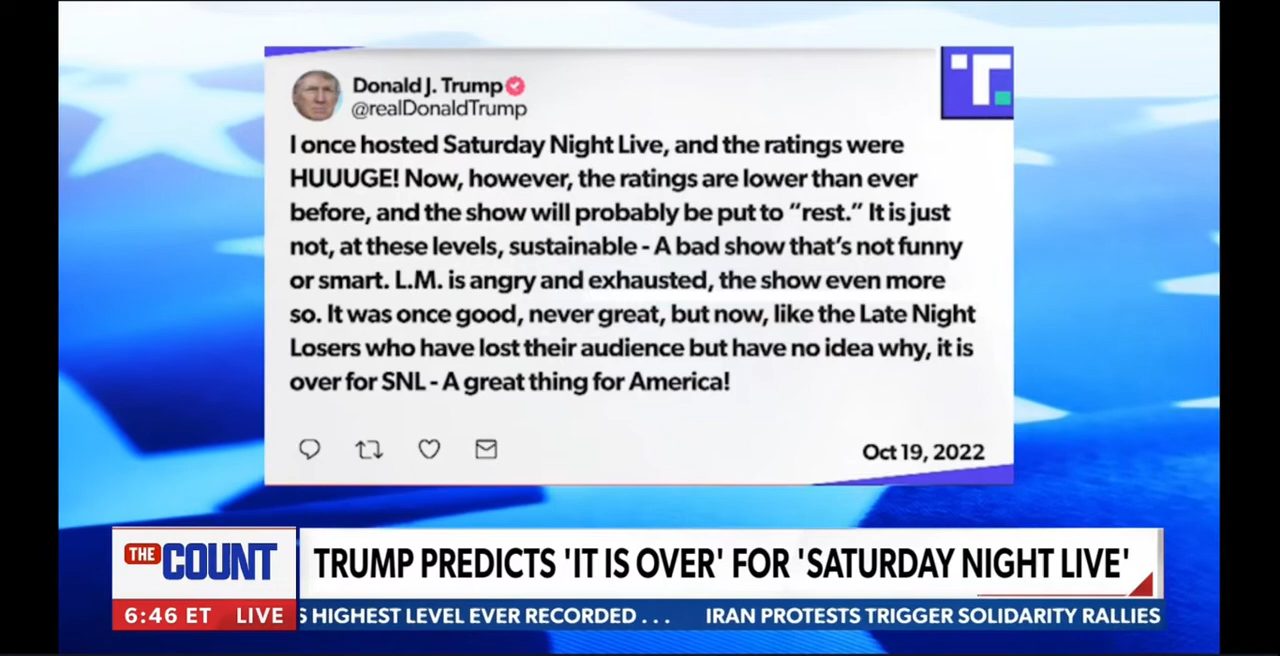 Donald J. Trump
@realDonaldTrump
I once hosted Saturday Night Live, and the ratings were
HUUUGE! Now, however, the ratings are lower than ever
before, and the show will probably be put to “rest.” It is just
not, at these levels, sustainable - A bad show that’s not funny
or smart. L.M. is angry and exhausted, the show even more
so. It was once good, never great, but now, like the Late Night
Losers who have lost their audience but have no idea why, it is
over for SNL - A great thing for America!
Oct 19, 2022
THE COUNT
TRUMP PREDICTS 'IT IS OVER' FOR 'SATURDAY NIGHT LIVE'
6:46 ET LIVE
S HIGHEST LEVEL EVER RECORDED . . . IRAN PROTESTS TRIGGER SOLIDARITY RALLIES